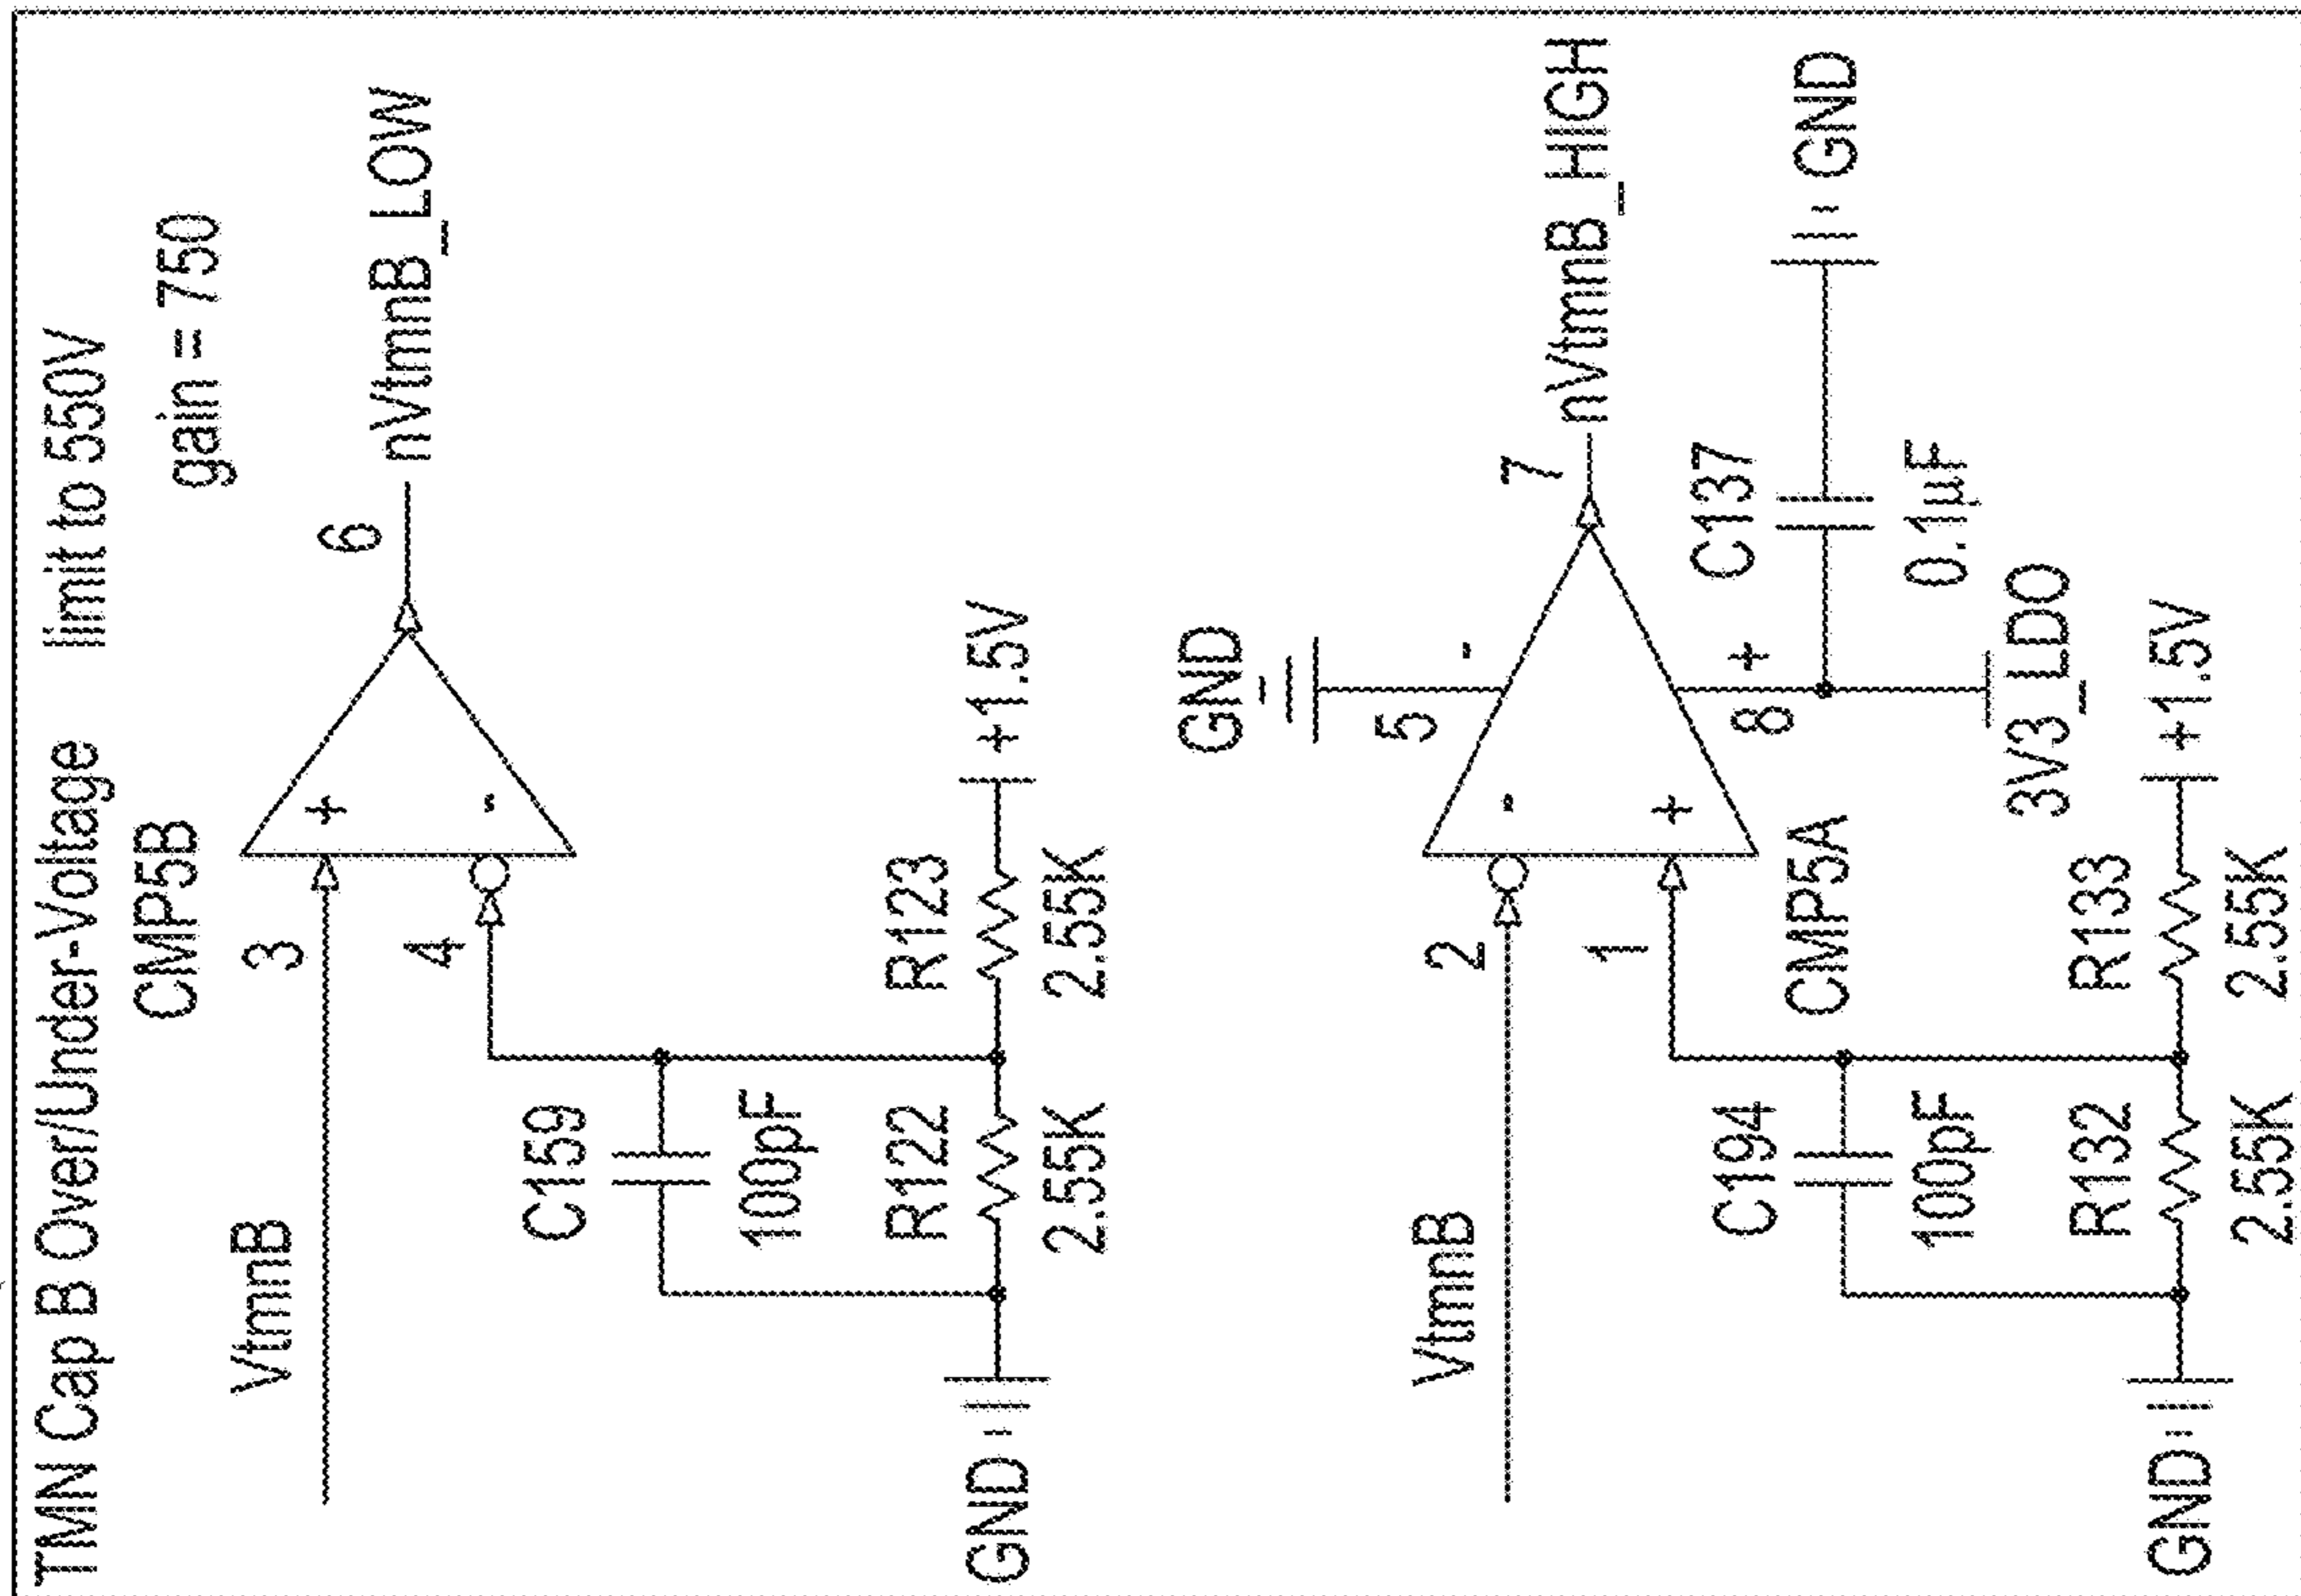 TMN Cap B Over/Under-Voltage limit to 550V
gain = 750
CMP5B
VtmnB
3
+
6
nVtmnB_LOW
4
-
C159
100pF
R122
2.55K
R123
2.55K
+1.5V
GND
GND
5
-
VtmnB
2
-
7
nVtmnB_HIGH
1
+
CMP5A
8
+
C137
0.1µF
GND
3V3_LDO
C194
100pF
R132
2.55K
R133
2.55K
+1.5V
GND